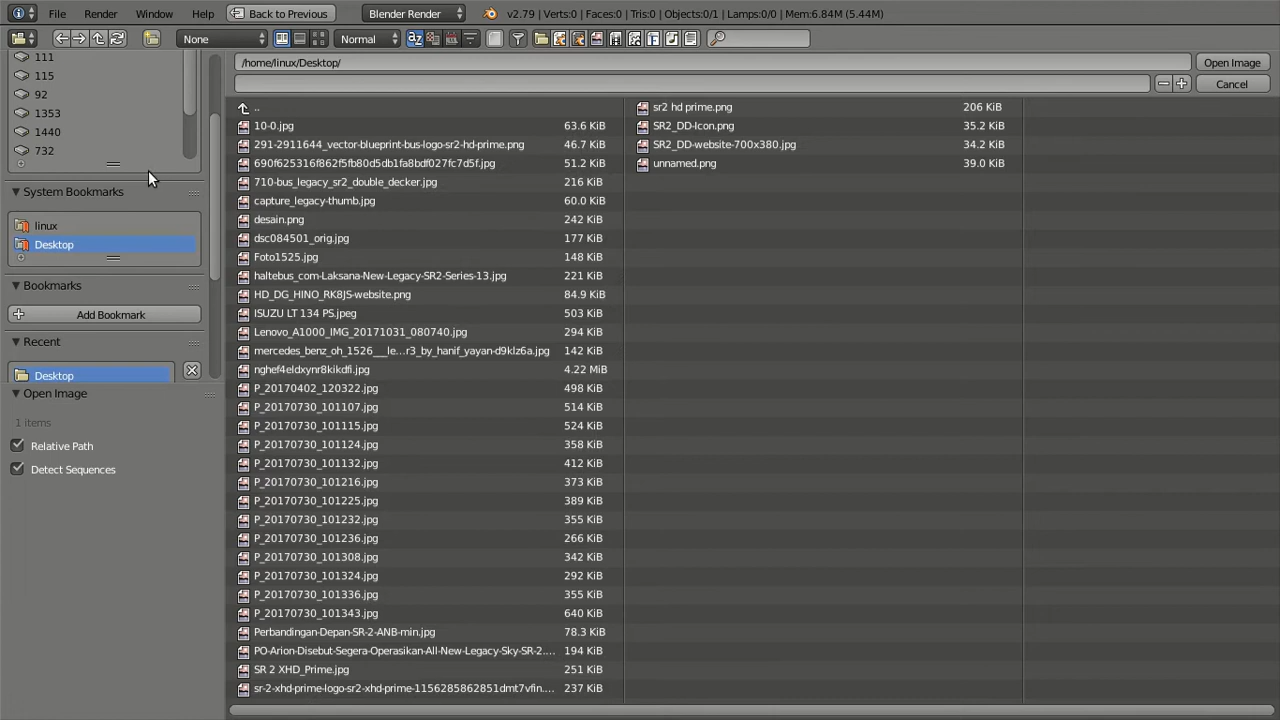 File Render Window Help Back to Previous Blender Render v2.79 | Verts:0 | Faces:0 | Tris:0 | Objects:0/1 | Lamps:0/0 | Mem:6.84M (5.44M)
None Normal
111
115
92
1353
1440
732
System Bookmarks
linux
Desktop
Bookmarks
Add Bookmark
Recent
Desktop
Open Image
1 items
Relative Path
Detect Sequences
/home/linux/Desktop/ Open Image
Cancel
..
10-0.jpg 63.6 KiB
291-2911644_vector-blueprint-bus-logo-sr2-hd-prime.png 46.7 KiB
690f625316f862f5fb80d5db1fa8bdf027fc7d5f.jpg 51.2 KiB
710-bus_legacy_sr2_double_decker.jpg 216 KiB
capture_legacy-thumb.jpg 60.0 KiB
desain.png 242 KiB
dsc084501_orig.jpg 177 KiB
Foto1525.jpg 148 KiB
haltebus_com-Laksana-New-Legacy-SR2-Series-13.jpg 221 KiB
HD_DG_HINO_RK8JS-website.png 84.9 KiB
ISUZU LT 134 PS.jpeg 503 KiB
Lenovo_A1000_IMG_20171031_080740.jpg 294 KiB
mercedes_benz_oh_1526___le...r3_by_hanif_yayan-d9klz6a.jpg 142 KiB
nghef4eldxynr8kikdfi.jpg 4.22 MiB
P_20170402_120322.jpg 498 KiB
P_20170730_101107.jpg 514 KiB
P_20170730_101115.jpg 524 KiB
P_20170730_101124.jpg 358 KiB
P_20170730_101132.jpg 412 KiB
P_20170730_101216.jpg 373 KiB
P_20170730_101225.jpg 389 KiB
P_20170730_101232.jpg 355 KiB
P_20170730_101236.jpg 266 KiB
P_20170730_101308.jpg 342 KiB
P_20170730_101324.jpg 292 KiB
P_20170730_101336.jpg 355 KiB
P_20170730_101343.jpg 640 KiB
Perbandingan-Depan-SR-2-ANB-min.jpg 78.3 KiB
PO-Arion-Disebut-Segera-Operasikan-All-New-Legacy-Sky-SR-2.... 194 KiB
SR 2 XHD_Prime.jpg 251 KiB
sr-2-xhd-prime-logo-sr2-xhd-prime-1156285862851dmt7vfin.... 237 KiB
sr2 hd prime.png 206 KiB
SR2_DD-Icon.png 35.2 KiB
SR2_DD-website-700x380.jpg 34.2 KiB
unnamed.png 39.0 KiB